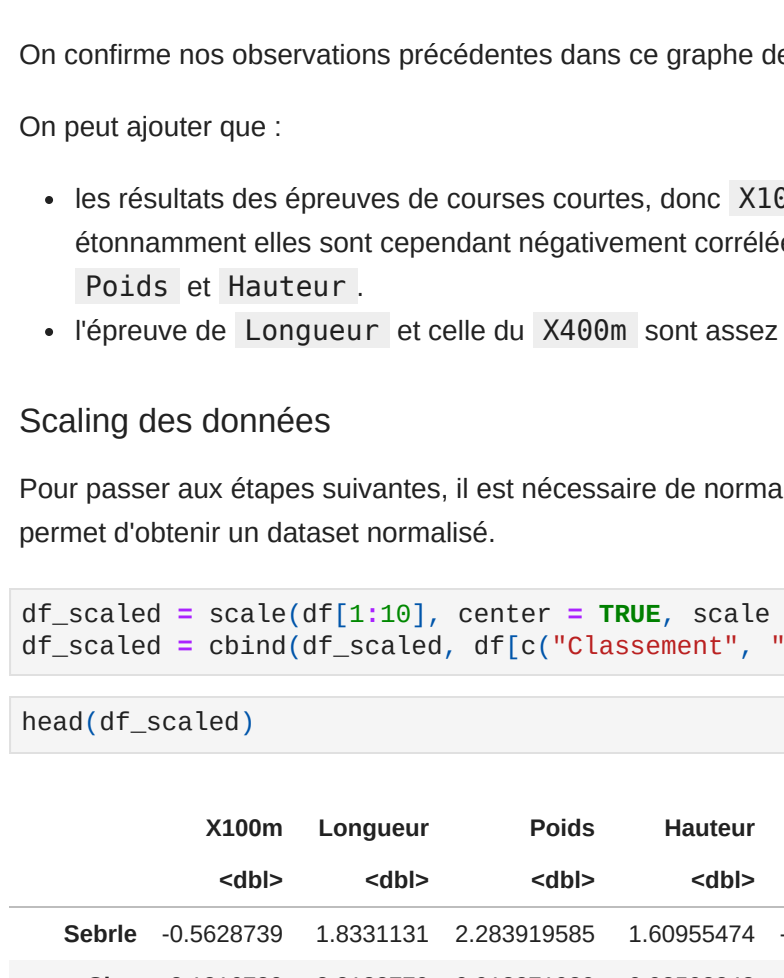 On confirme nos observations précédentes dans ce graphe de
On peut ajouter que :
les résultats des épreuves de courses courtes, donc X10
étonnamment elles sont cependant négativement corrélée
Poids et Hauteur .
l'épreuve de Longueur et celle du X400m sont assez
Scaling des données
Pour passer aux étapes suivantes, il est nécessaire de norma
permet d'obtenir un dataset normalisé.
df_scaled = scale(df[1:10], center = TRUE, scale
df_scaled = cbind(df_scaled, df[c("Classement", "
head(df_scaled)
X100m Longueur Poids Hauteur
<dbl> <dbl> <dbl> <dbl>
Sebrle -0.5628739 1.8331131 2.283919585 1.60955474 -